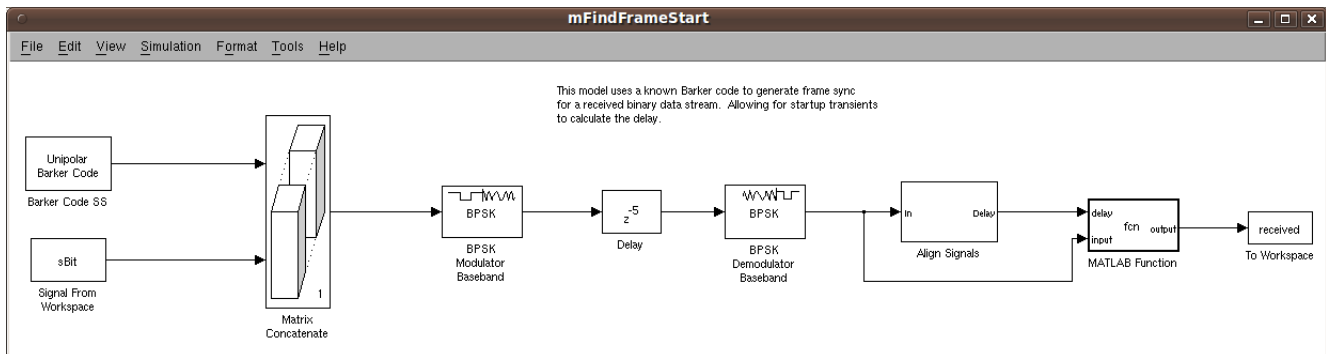 mFindFrameStart
File Edit View Simulation Format Tools Help
This model uses a known Barker code to generate frame sync
for a received binary data stream. Allowing for startup transients
to calculate the delay.
Unipolar
Barker Code
Barker Code SS
sBit
Signal From
Workspace
1
Matrix
Concatenate
BPSK
BPSK
Modulator
Baseband
z-5
Delay
BPSK
BPSK
Demodulator
Baseband
In Delay
Align Signals
delay
input
fcn
output
MATLAB Function
received
To Workspace